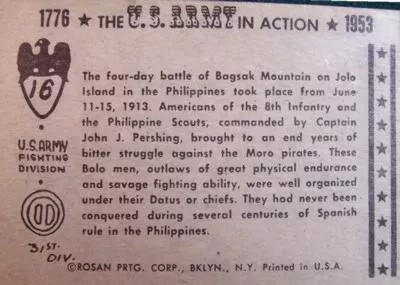 1776 ★ THE U.S. ARMY IN ACTION ★ 1953
16
U.S. ARMY
FIGHTING
DIVISION
31ST.
DIV.
The four-day battle of Bagsak Mountain on Jolo
Island in the Philippines took place from June
11-15, 1913. Americans of the 8th Infantry and
the Philippine Scouts, commanded by Captain
John J. Pershing, brought to an end years of
bitter struggle against the Moro pirates. These
Bolo men, outlaws of great physical endurance
and savage fighting ability, were well organized
under their Datus or chiefs. They had never been
conquered during several centuries of Spanish
rule in the Philippines.
©ROSAN PRTG. CORP., BKLYN., N.Y. Printed in U.S.A.